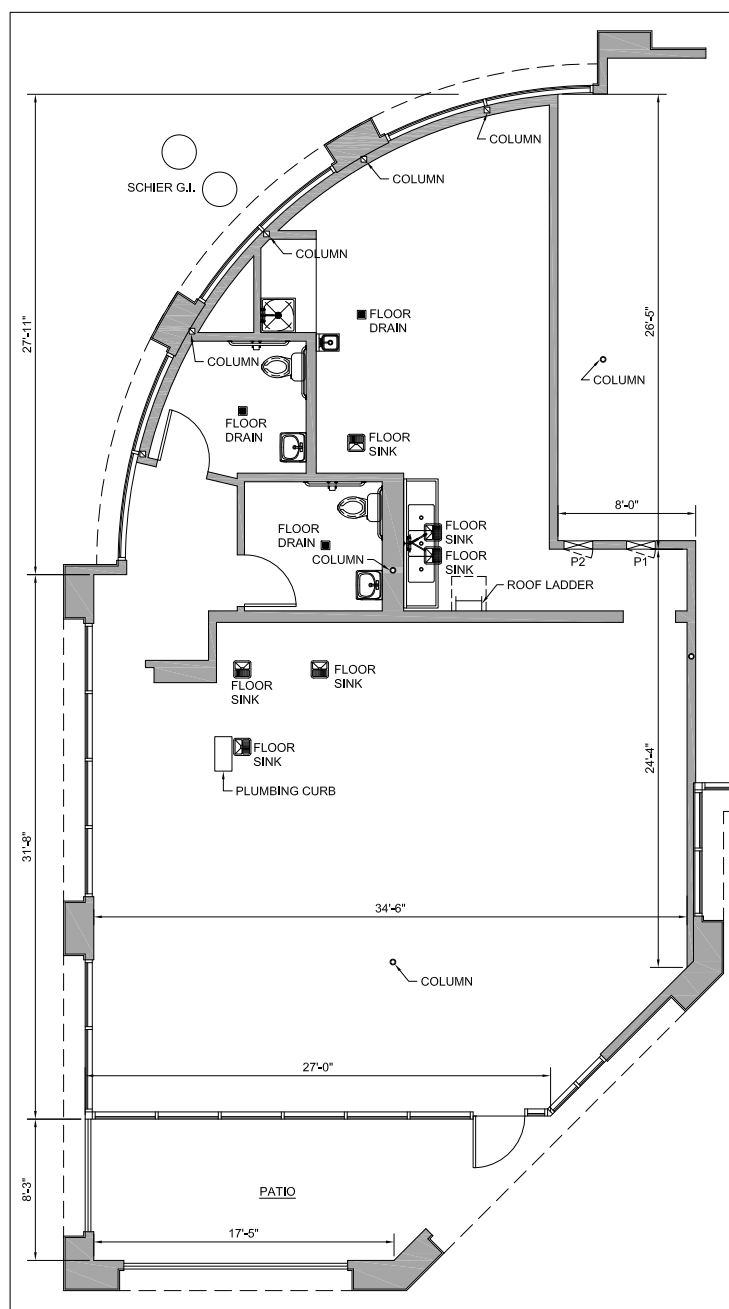 SCHIER G.I.
COLUMN
COLUMN
COLUMN
COLUMN
27'-11"
26'-5"
FLOOR
DRAIN
COLUMN
FLOOR
DRAIN
FLOOR
SINK
8'-0"
FLOOR
DRAIN
COLUMN
FLOOR
SINK
FLOOR
SINK
P2
P1
ROOF LADDER
FLOOR
SINK
FLOOR
SINK
FLOOR
SINK
PLUMBING CURB
24'-4"
31'-8"
34'-6"
COLUMN
27'-0"
8'-3"
PATIO
17'-5"